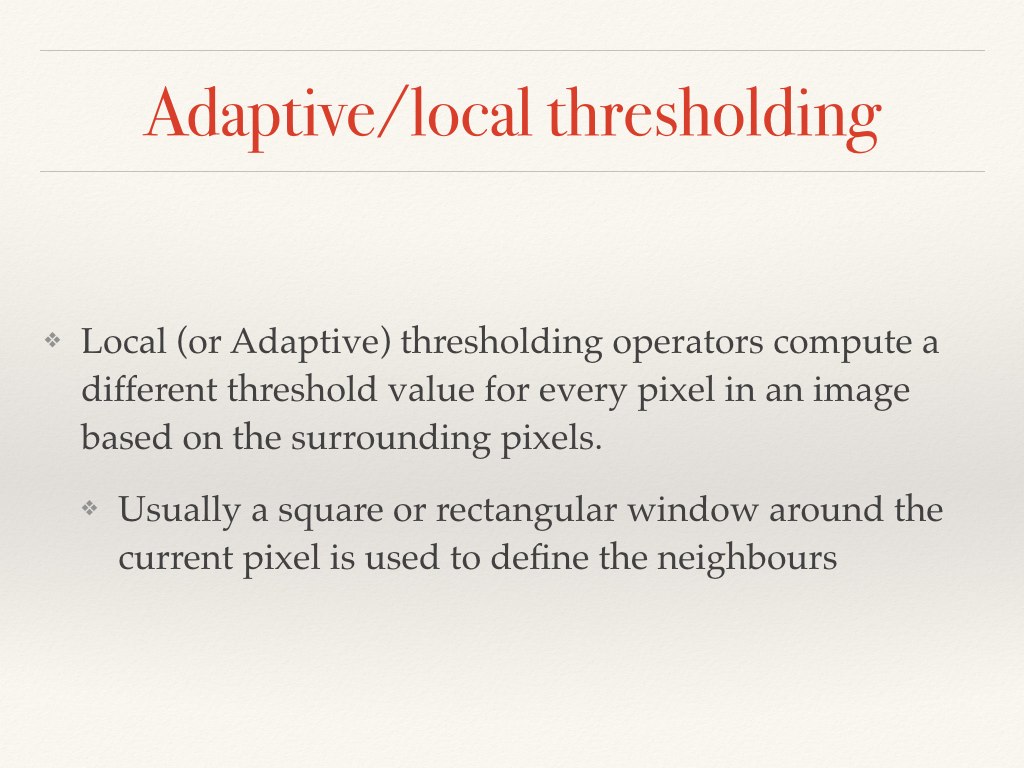 Adaptive/local thresholding
❖ Local (or Adaptive) thresholding operators compute a
different threshold value for every pixel in an image
based on the surrounding pixels.
❖ Usually a square or rectangular window around the
current pixel is used to define the neighbours